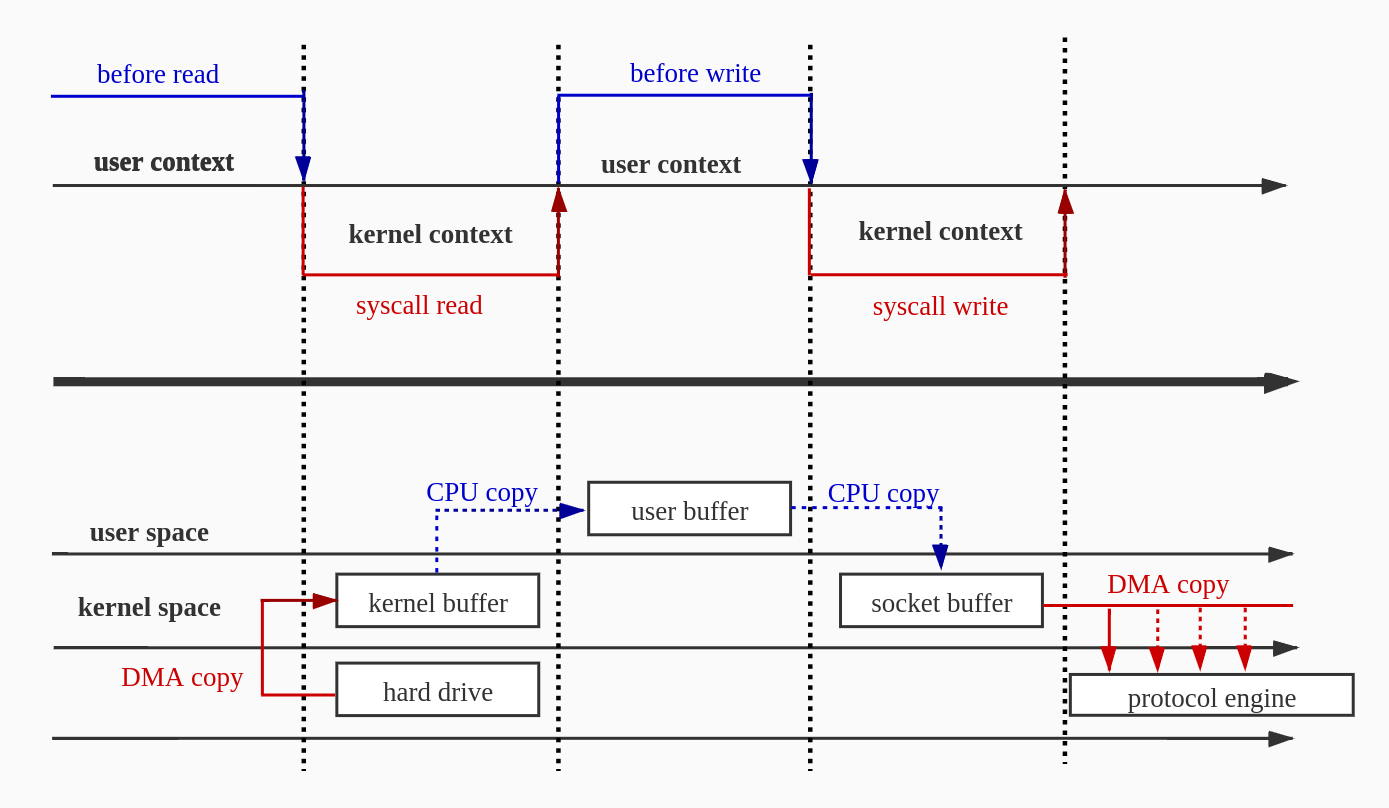 before read
before write
user context
user context
kernel context
kernel context
syscall read
syscall write
CPU copy
CPU copy
user buffer
user space
kernel space
kernel buffer
socket buffer
DMA copy
DMA copy
hard drive
protocol engine